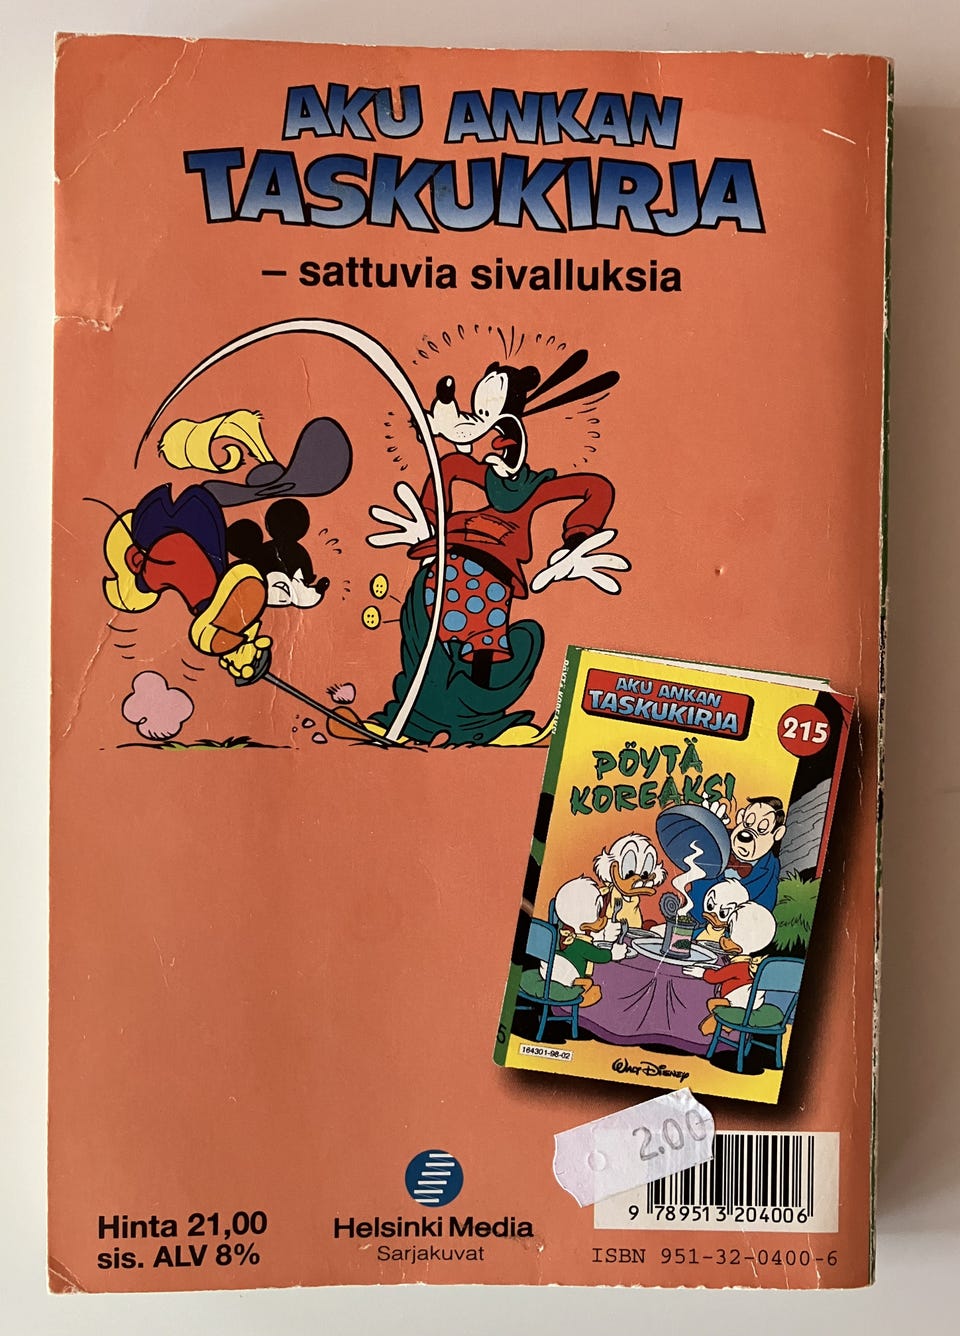 AKU ANKAN
TASKUKIRJA
– sattuvia sivalluksia
AKU ANKAN
TASKUKIRJA
215
PÖYTÄ
KOREAKSI
5
164301-98-02
WALT DISNEY
2.00
9 789513 204006
ISBN 951-32-0400-6
Helsinki Media
Sarjakuvat
Hinta 21,00
sis. ALV 8%